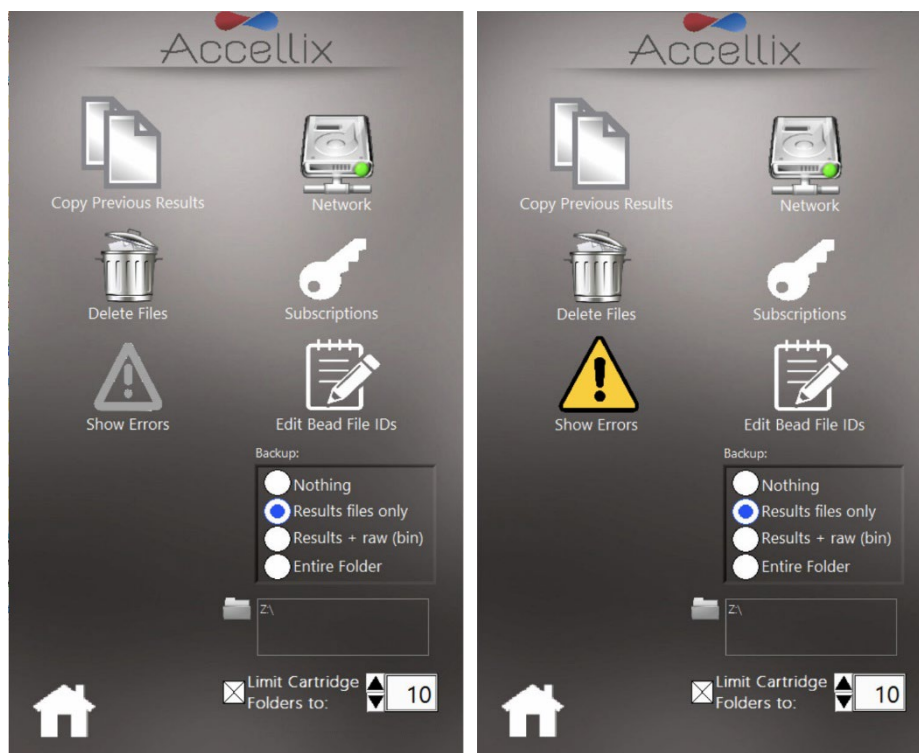 Accellix
Copy Previous Results
Network
Delete Files
Subscriptions
Show Errors
Edit Bead File IDs
Backup:
Nothing
Results files only
Results + raw (bin)
Entire Folder
Z:\
Limit Cartridge
Folders to:
10
Accellix
Copy Previous Results
Network
Delete Files
Subscriptions
Show Errors
Edit Bead File IDs
Backup:
Nothing
Results files only
Results + raw (bin)
Entire Folder
Z:\
Limit Cartridge
Folders to:
10